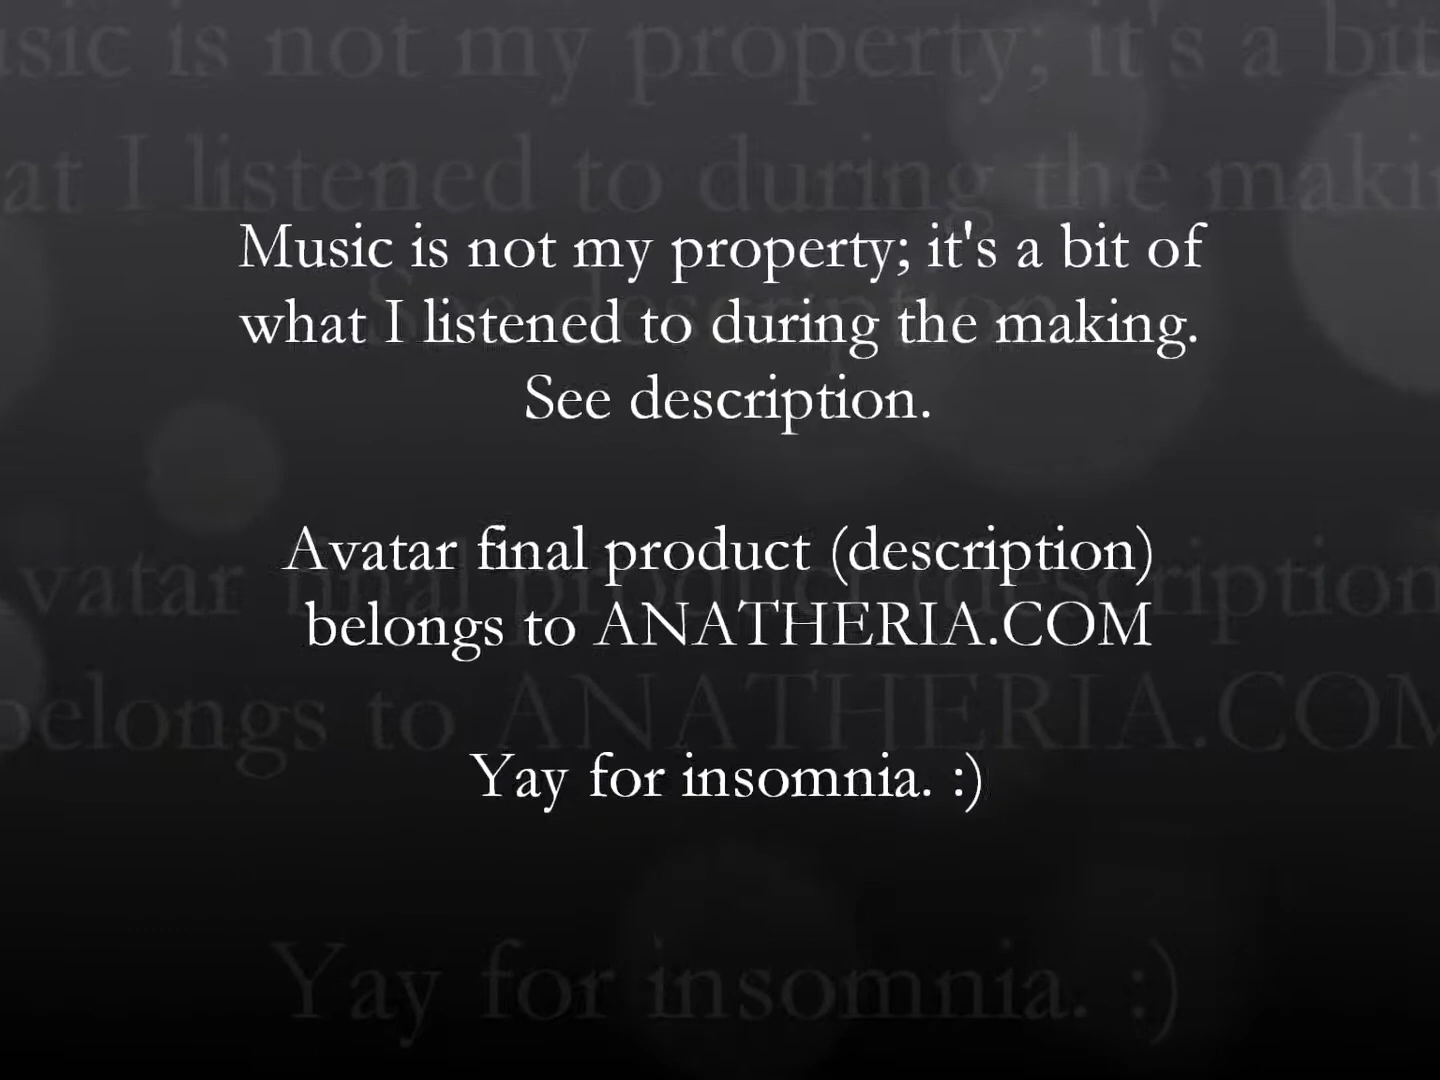 Music is not my property; it's a bit of
what I listened to during the making.
See description.
Avatar final product (description)
belongs to ANATHERIA.COM
Yay for insomnia. :)